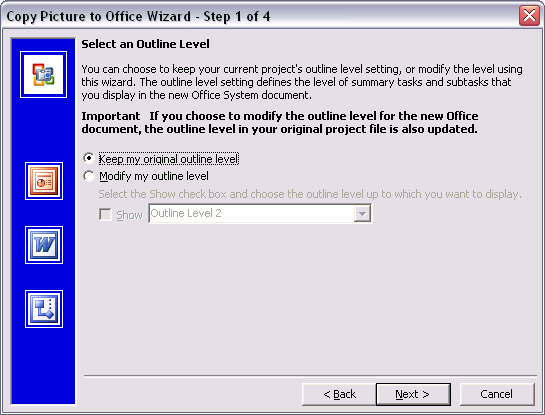 Copy Picture to Office Wizard - Step 1 of 4
Select an Outline Level
You can choose to keep your current project's outline level setting, or modify the level using
this wizard. The outline level setting defines the level of summary tasks and subtasks that
you display in the new Office System document.
Important If you choose to modify the outline level for the new Office
document, the outline level in your original project file is also updated.
Keep my original outline level
Modify my outline level
Select the Show check box and choose the outline level up to which you want to display.
Show Outline Level 2
W
< Back Next > Cancel